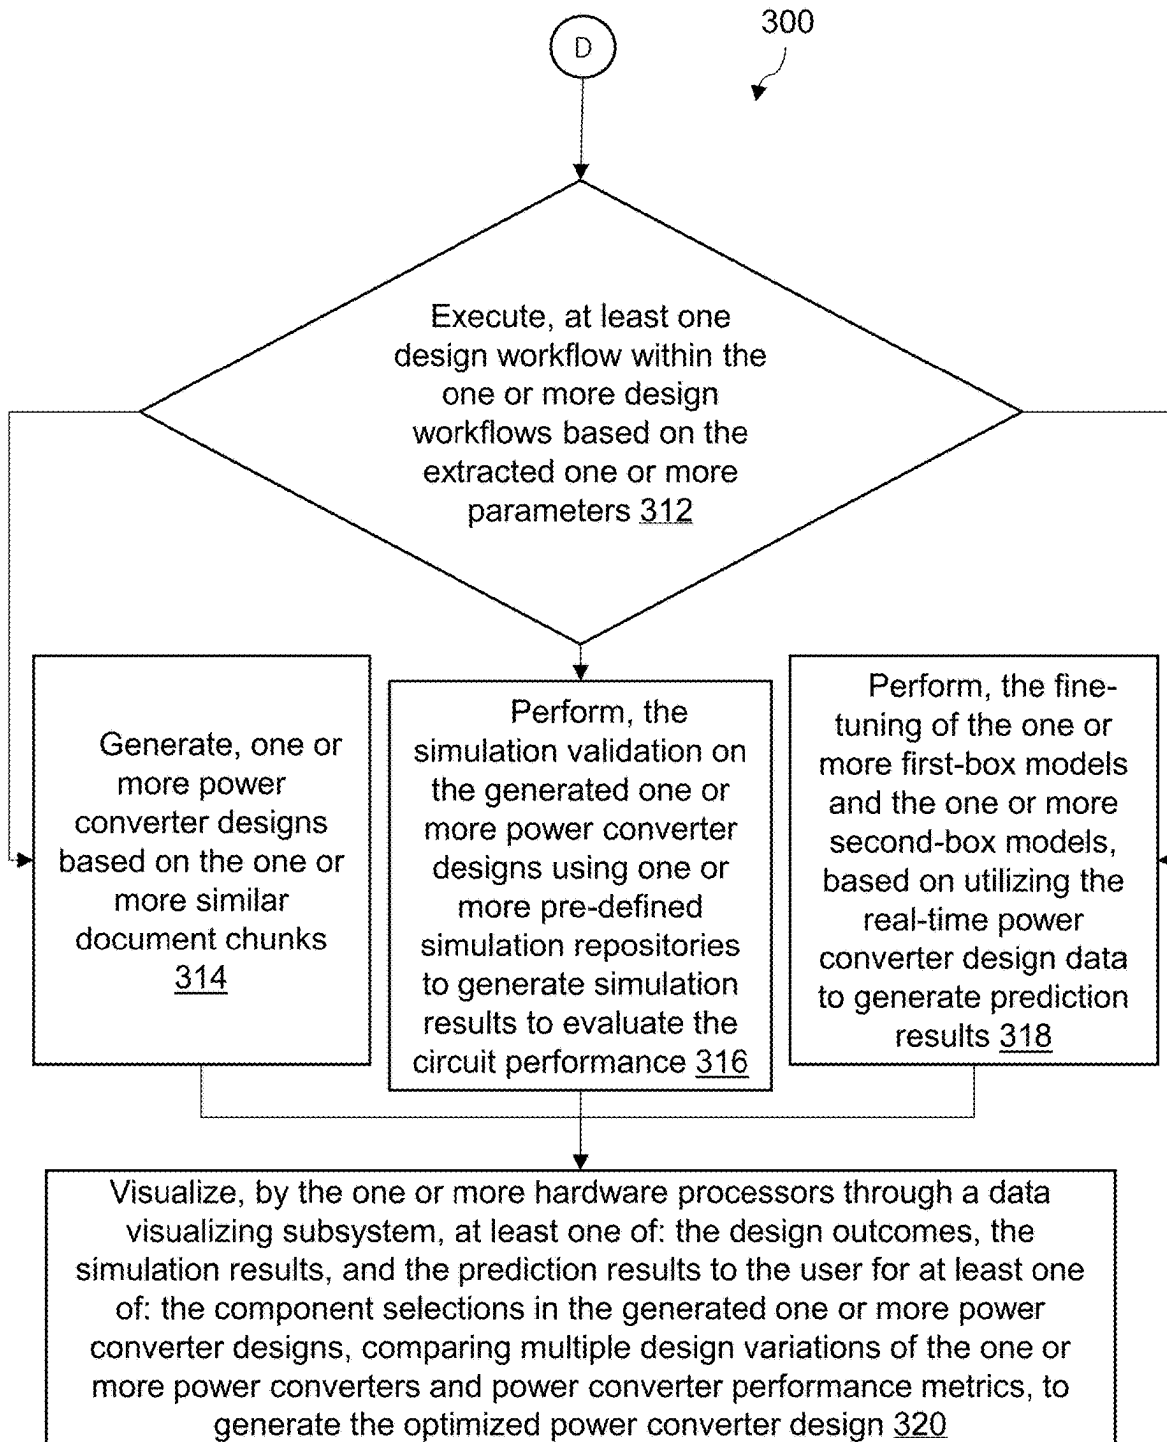 300
D
Execute, at least one
design workflow within the
one or more design
workflows based on the
extracted one or more
parameters 312
Generate, one or
more power
converter designs
based on the one or
more similar
document chunks
314
Perform, the
simulation validation on
the generated one or
more power converter
designs using one or
more pre-defined
simulation repositories
to generate simulation
results to evaluate the
circuit performance 316
Perform, the fine-
tuning of the one or
more first-box models
and the one or more
second-box models,
based on utilizing the
real-time power
converter design data
to generate prediction
results 318
Visualize, by the one or more hardware processors through a data
visualizing subsystem, at least one of: the design outcomes, the
simulation results, and the prediction results to the user for at least one
of: the component selections in the generated one or more power
converter designs, comparing multiple design variations of the one or
more power converters and power converter performance metrics, to
generate the optimized power converter design 320